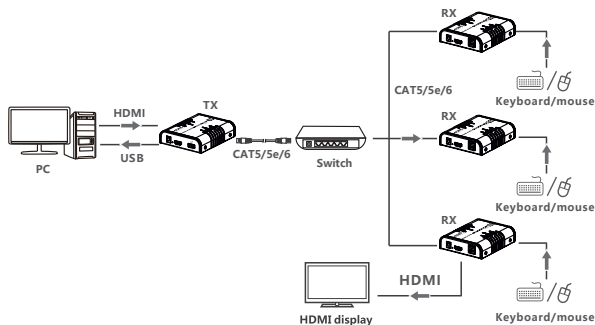 RX
CAT5/5e/6
Keyboard/mouse
HDMI
TX
RX
USB
CAT5/5e/6
Switch
PC
Keyboard/mouse
RX
HDMI
HDMI display
Keyboard/mouse